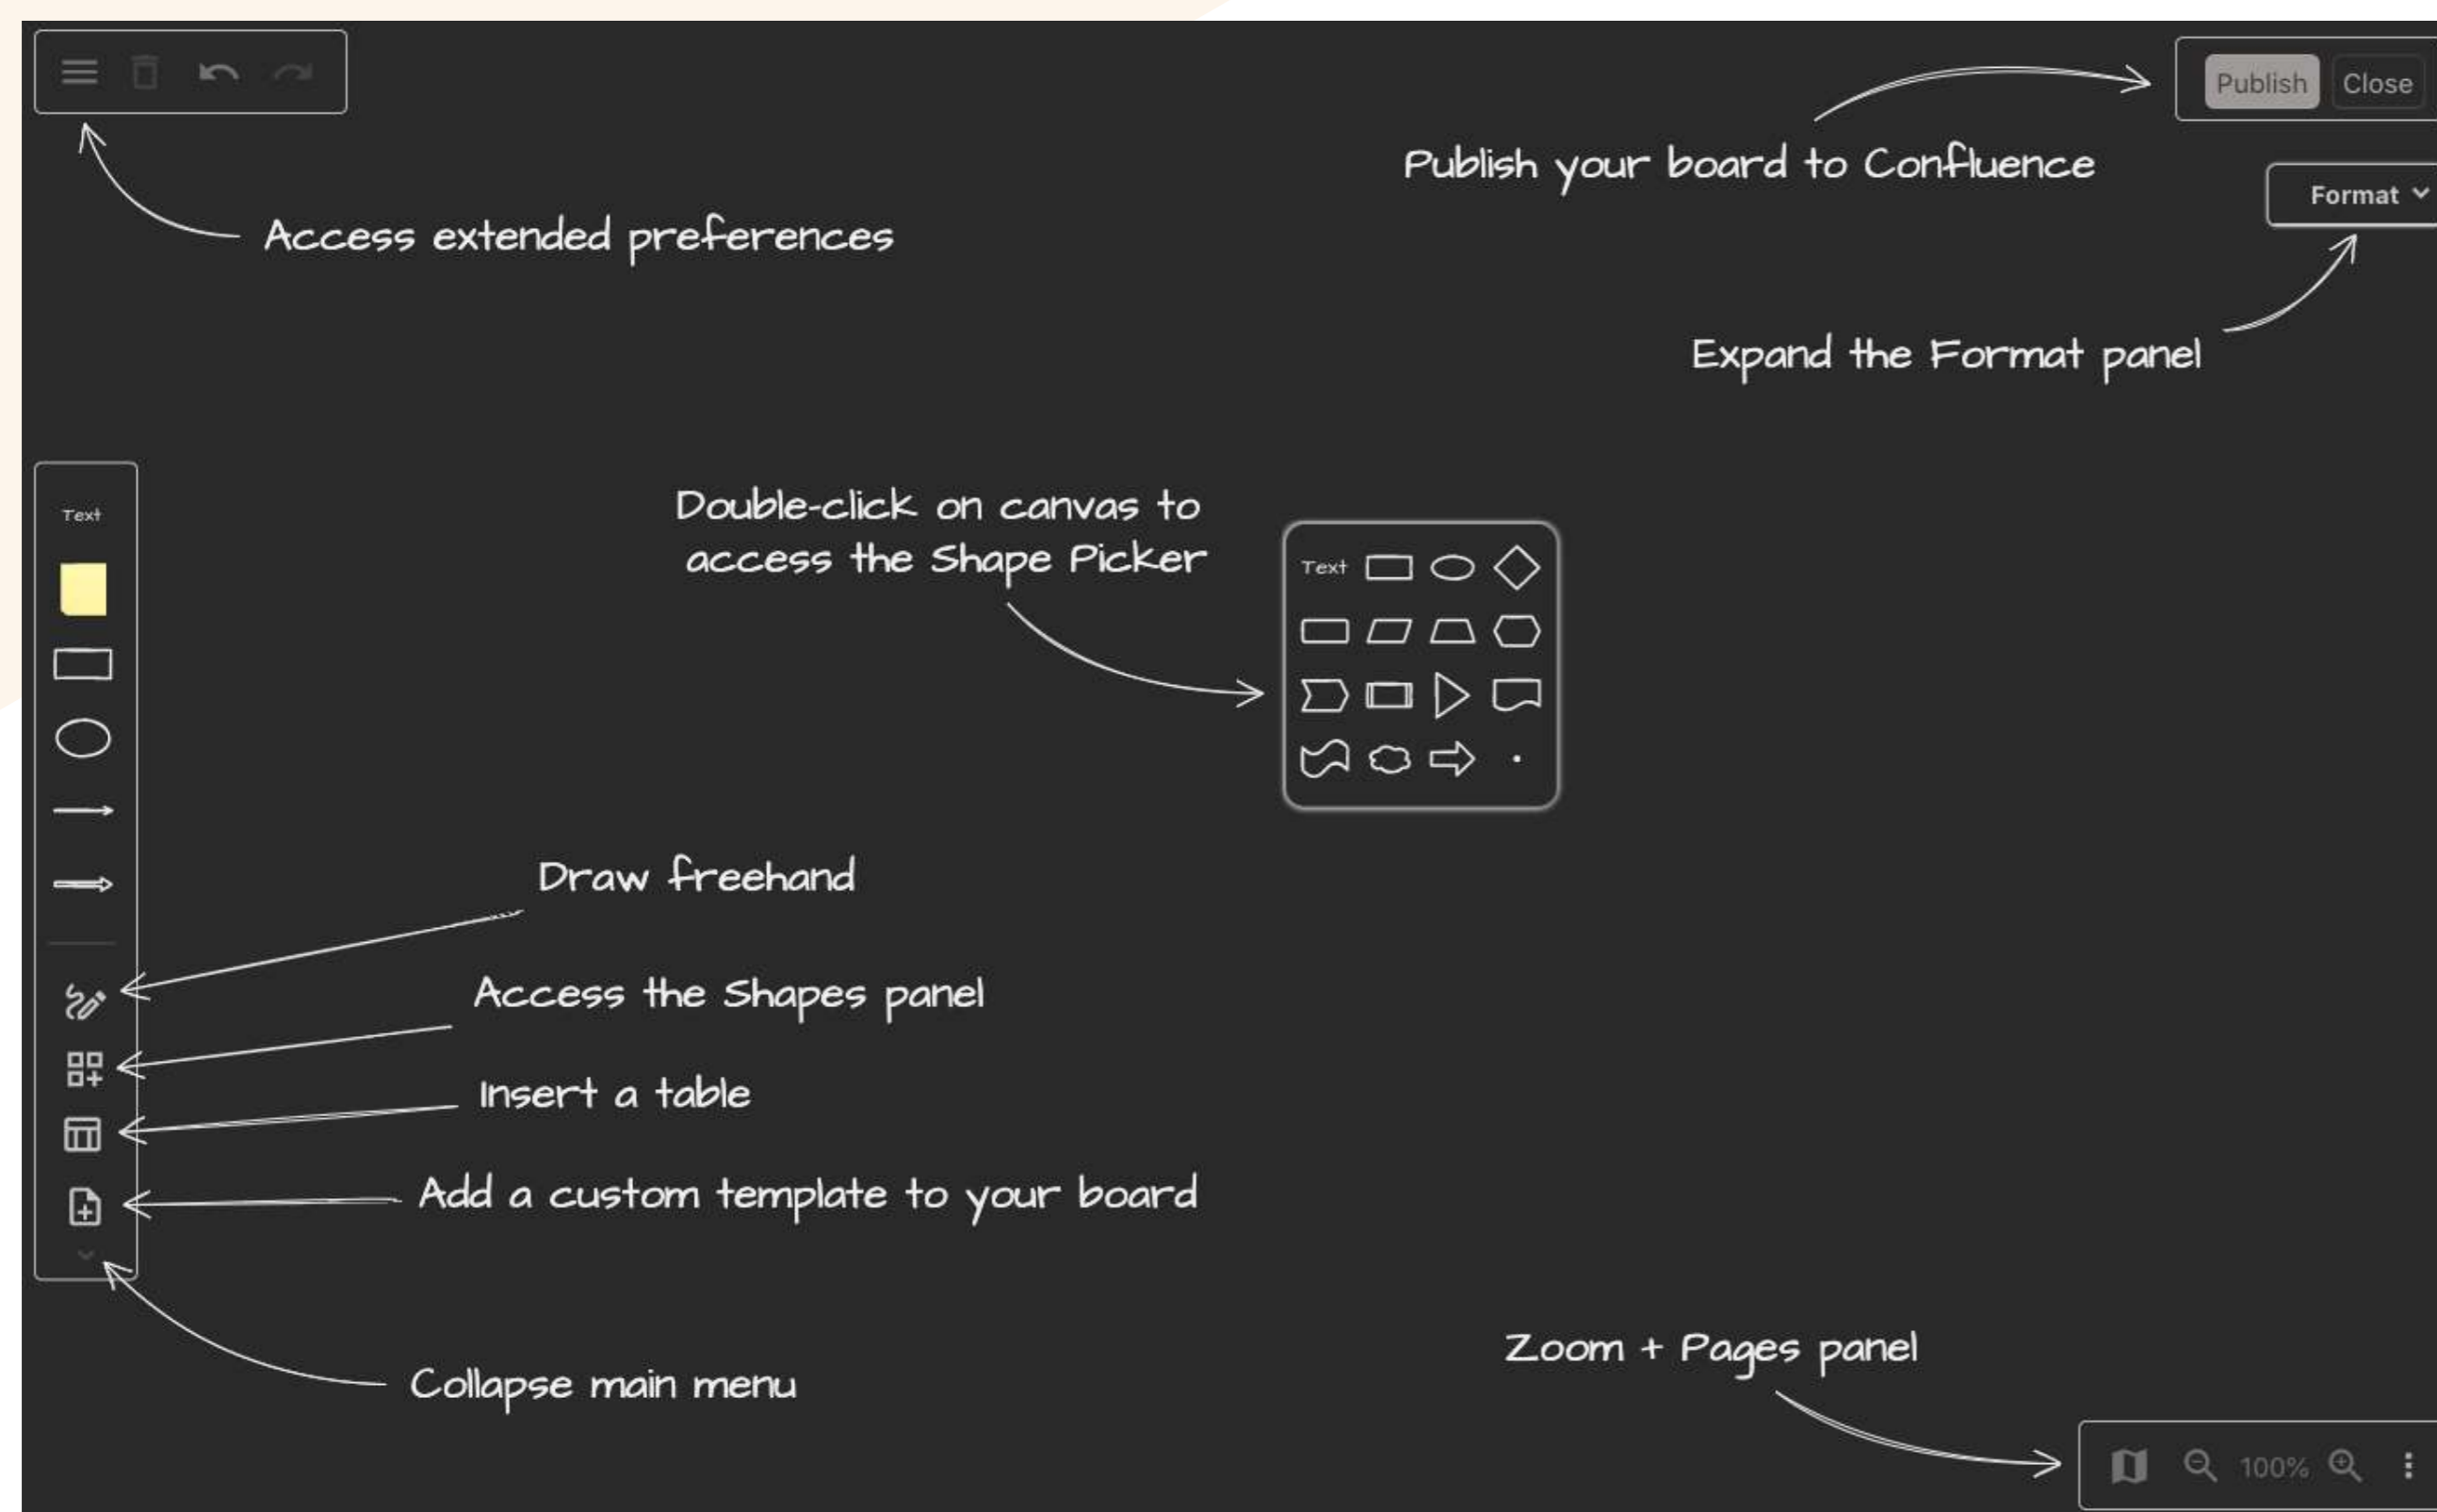 Publish Close
Publish your board to Confluence
Format
Access extended preferences
Expand the Format panel
Text
Double-click on canvas to
access the Shape Picker
Text
Draw freehand
Access the Shapes panel
Insert a table
Add a custom template to your board
Collapse main menu
Zoom + Pages panel
100%